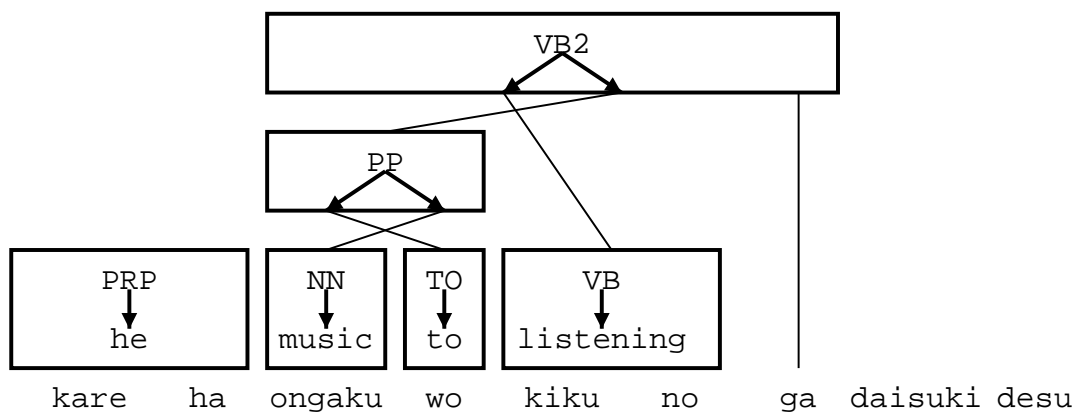 VB2
PP
PRP NN TO VB
he music to listening
kare ha ongaku wo kiku no ga daisuki desu